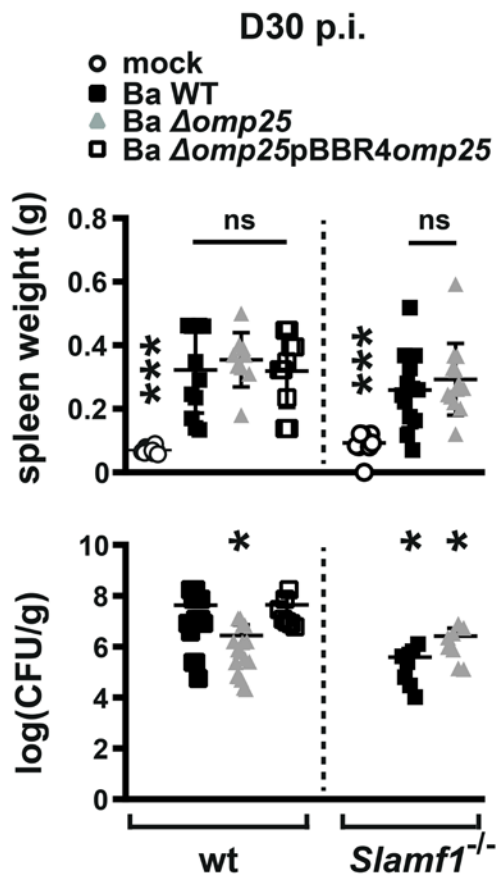 D30 p.i.
mock
Ba WT
Ba Δomp25
Ba Δomp25pBBR4omp25
spleen weight (g)
0.8
0.6
0.4
0.2
0
ns
ns
***
***
log(CFU/g)
10
8
6
4
2
0
*
*
*
wt
Slamf1-/-